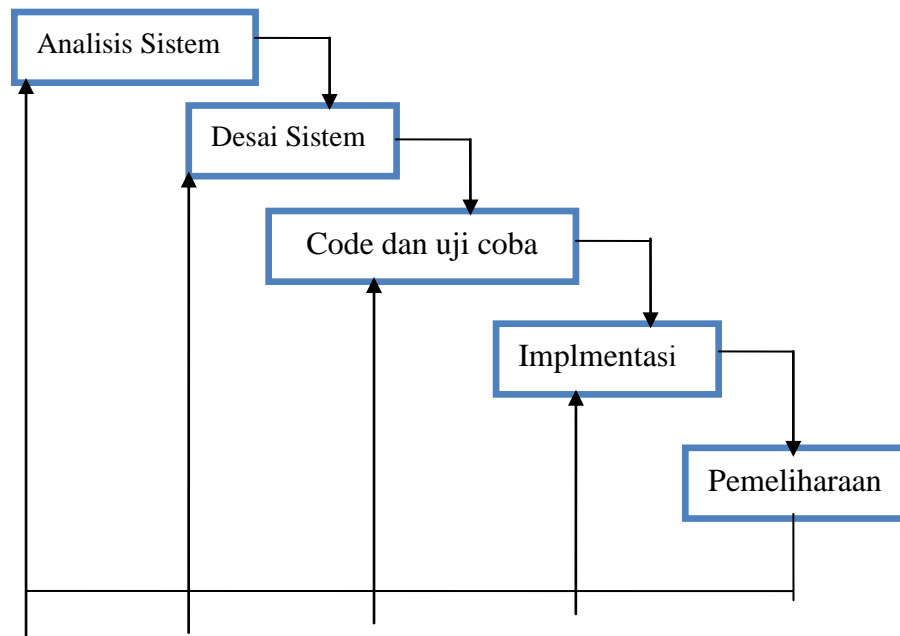 Analisis Sistem
Desai Sistem
Code dan uji coba
Implmentasi
Pemeliharaan